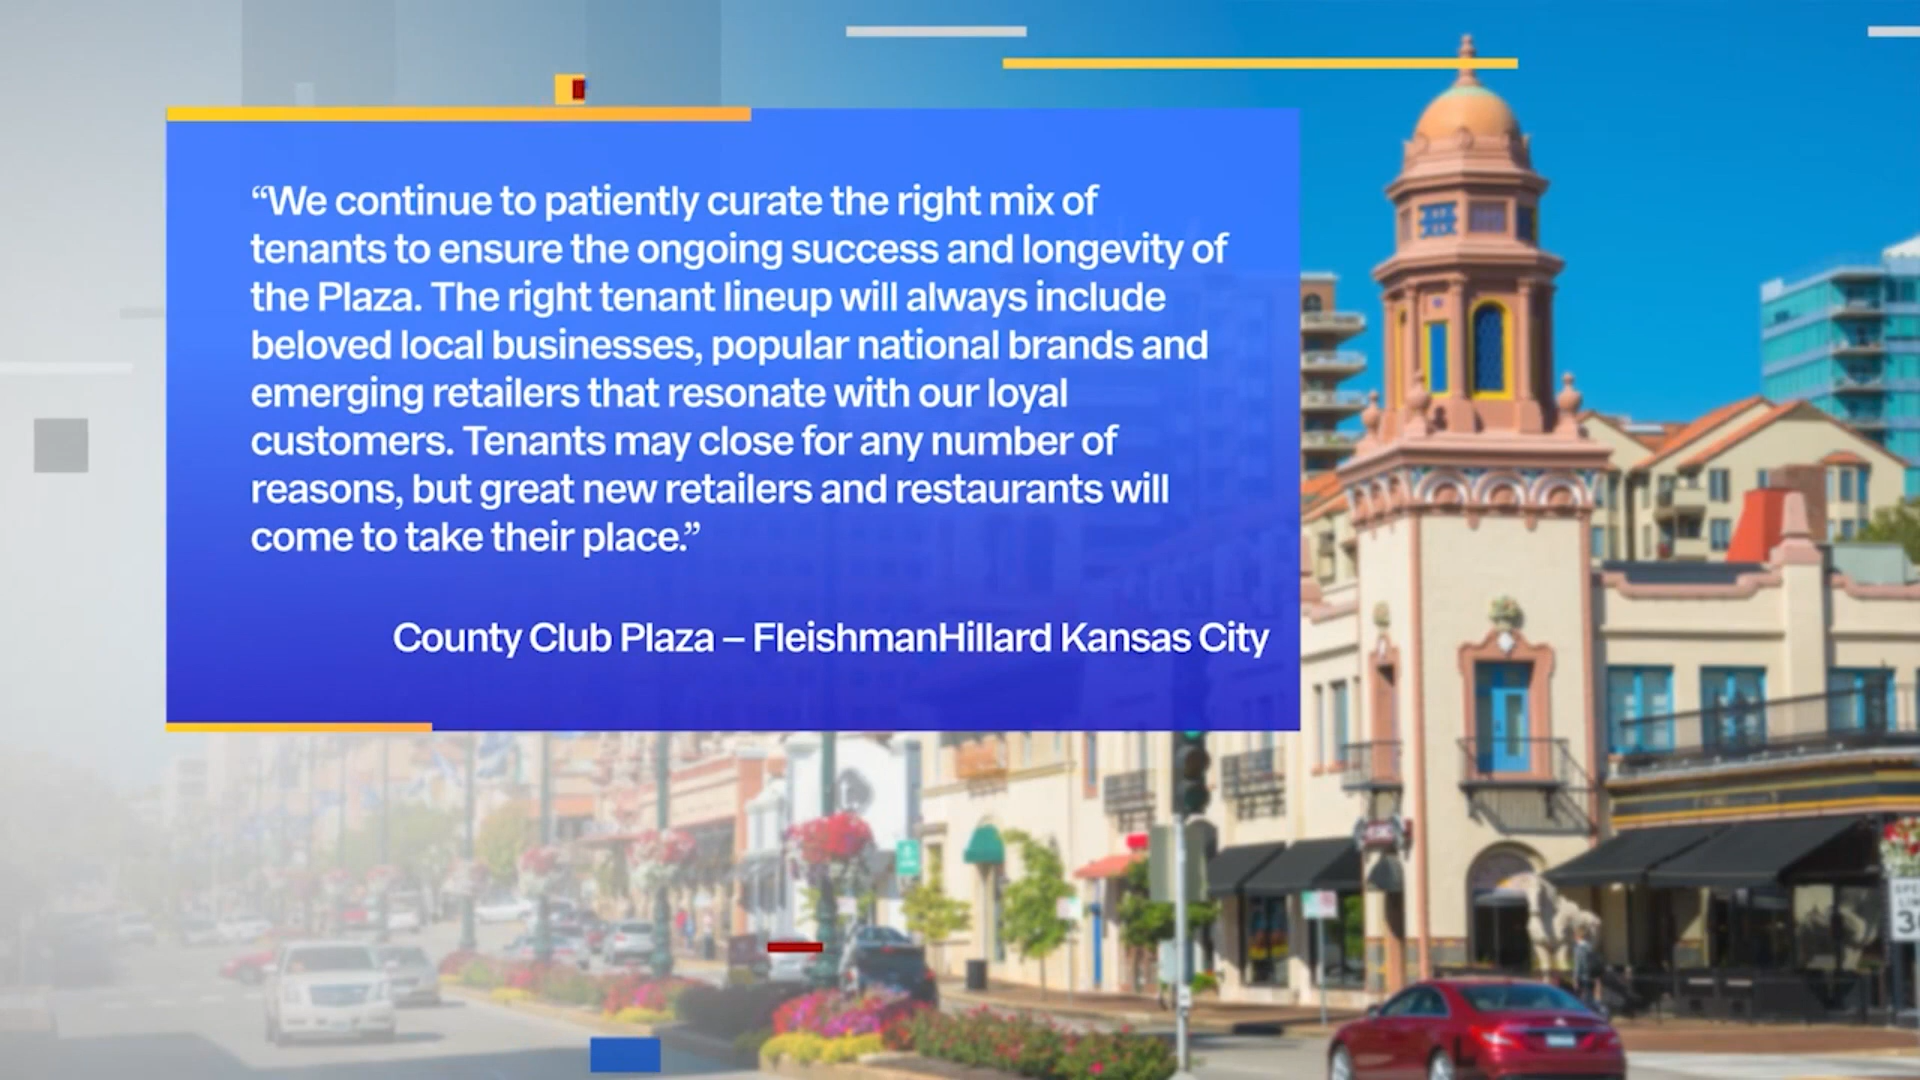 “We continue to patiently curate the right mix of
tenants to ensure the ongoing success and longevity of
the Plaza. The right tenant lineup will always include
beloved local businesses, popular national brands and
emerging retailers that resonate with our loyal
customers. Tenants may close for any number of
reasons, but great new retailers and restaurants will
come to take their place.”
County Club Plaza – FleishmanHillard Kansas City